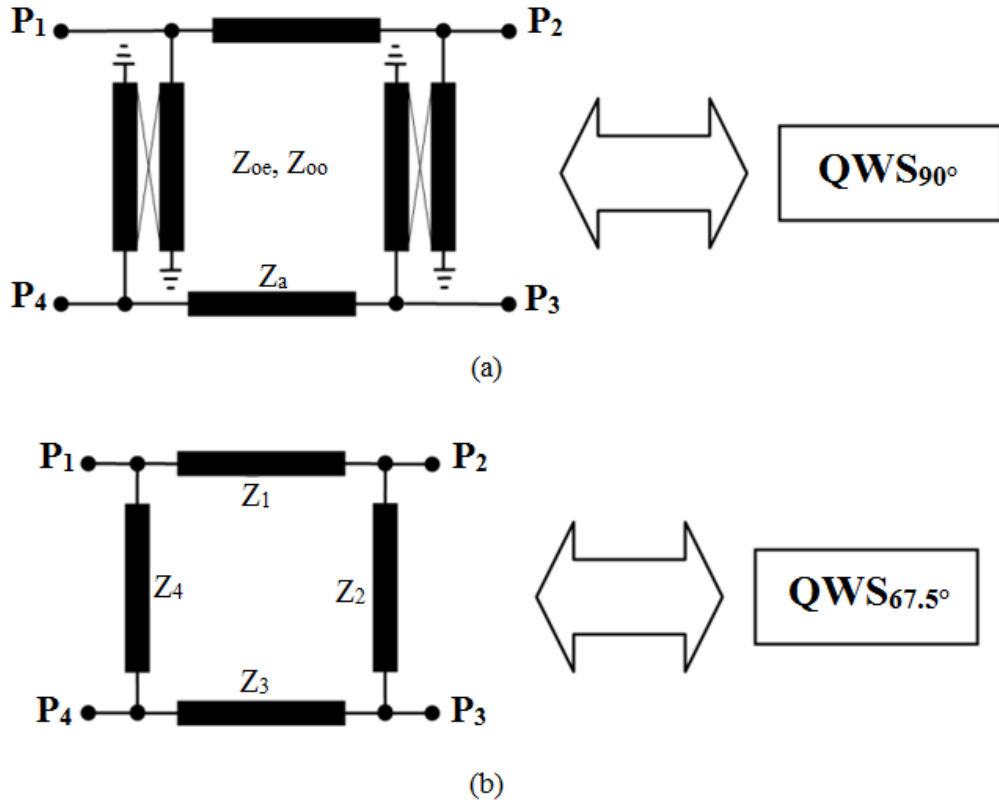 P₁ P₂
Zₒₑ, Zₒₒ
QWS₉₀°
Zₐ
P₄ P₃
(a)
P₁ P₂
Z₁
Z₄ Z₂
QWS₆₇.₅°
Z₃
P₄ P₃
(b)